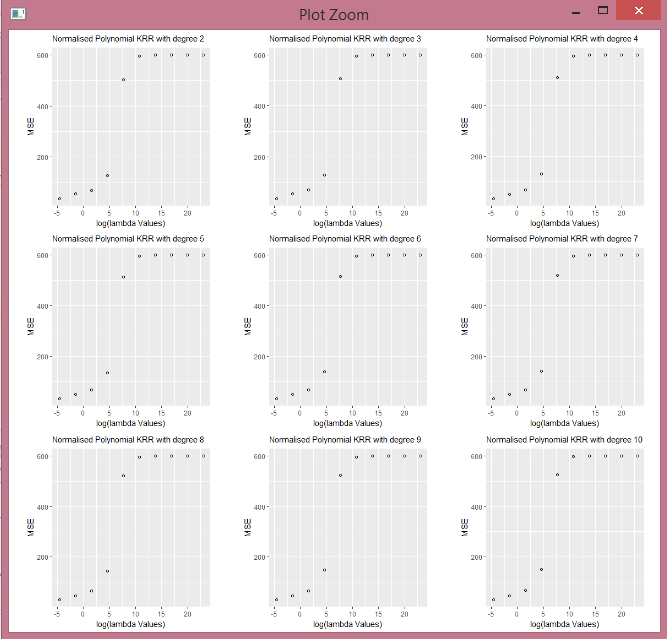 Plot Zoom
Normalised Polynomial KRR with degree 2
600
400
200
MSE
-5 0 5 10 15 20
log(lambda Values)
Normalised Polynomial KRR with degree 3
600
400
200
MSE
-5 0 5 10 15 20
log(lambda Values)
Normalised Polynomial KRR with degree 4
600
400
200
MSE
-5 0 5 10 15 20
log(lambda Values)
Normalised Polynomial KRR with degree 5
600
400
200
MSE
-5 0 5 10 15 20
log(lambda Values)
Normalised Polynomial KRR with degree 6
600
400
200
MSE
-5 0 5 10 15 20
log(lambda Values)
Normalised Polynomial KRR with degree 7
600
400
200
MSE
-5 0 5 10 15 20
log(lambda Values)
Normalised Polynomial KRR with degree 8
600
400
200
MSE
-5 0 5 10 15 20
log(lambda Values)
Normalised Polynomial KRR with degree 9
600
400
200
MSE
-5 0 5 10 15 20
log(lambda Values)
Normalised Polynomial KRR with degree 10
600
400
200
MSE
-5 0 5 10 15 20
log(lambda Values)